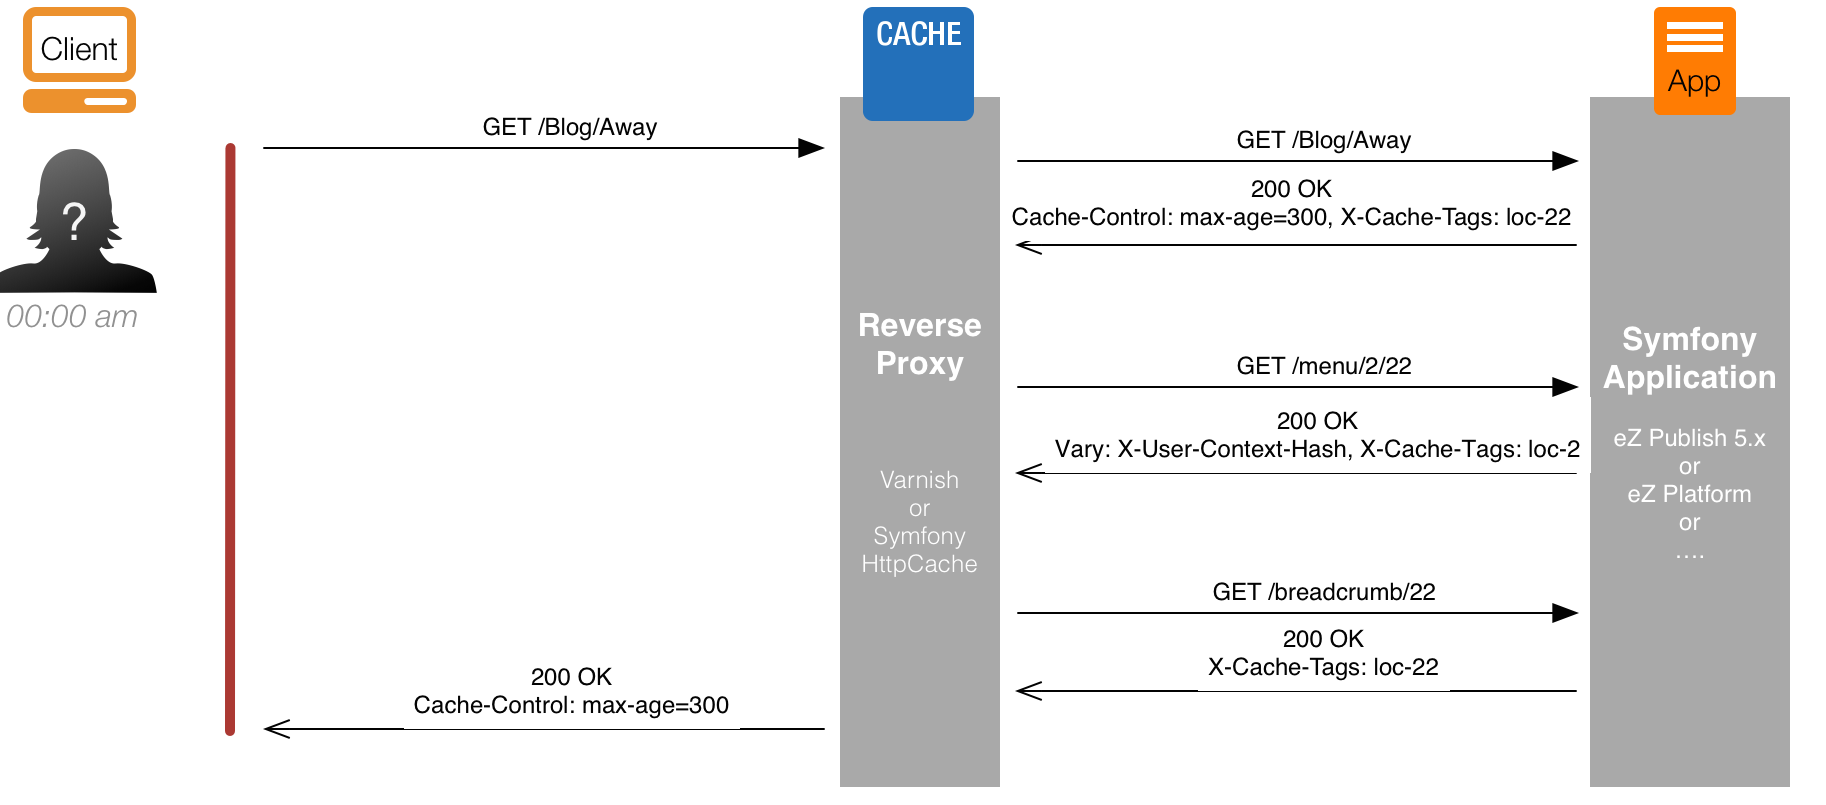 Client
?
00:00 am
CACHE
App
GET /Blog/Away
GET /Blog/Away
200 OK
Cache-Control: max-age=300, X-Cache-Tags: loc-22
Reverse
Proxy
Varnish
or
Symfony
HttpCache
GET /menu/2/22
200 OK
Vary: X-User-Context-Hash, X-Cache-Tags: loc-2
GET /breadcrumb/22
200 OK
X-Cache-Tags: loc-22
200 OK
Cache-Control: max-age=300
Symfony
Application
eZ Publish 5.x
or
eZ Platform
or
....